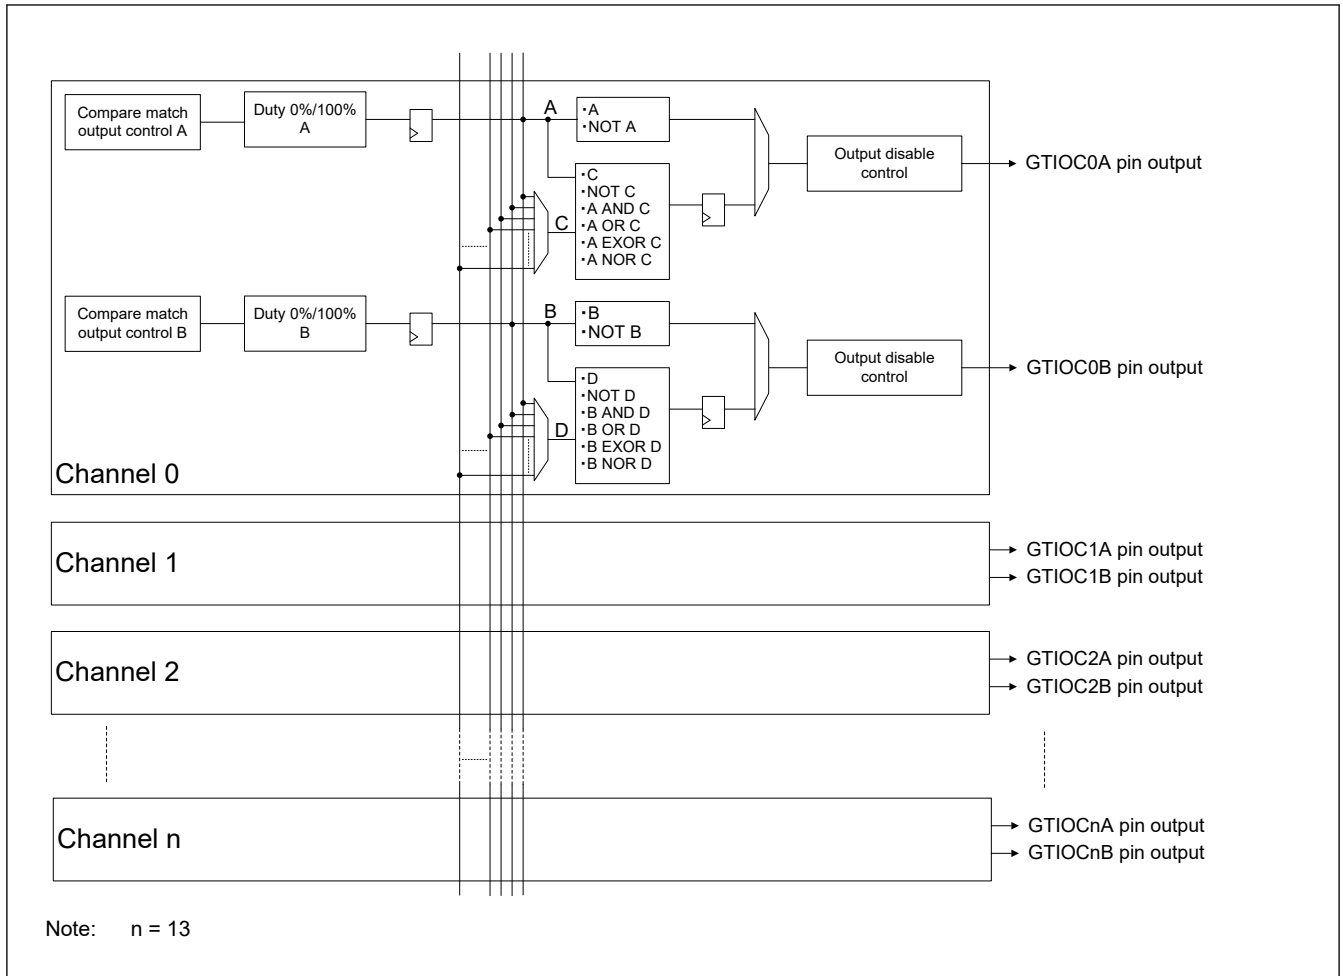 Compare match
output control A
Duty 0%/100%
A
A
·A
·NOT A
·C
·NOT C
·A AND C
·A OR C
·A EXOR C
·A NOR C
C
Output disable
control
GTIOC0A pin output
Compare match
output control B
Duty 0%/100%
B
B
·B
·NOT B
·D
·NOT D
·B AND D
·B OR D
·B EXOR D
·B NOR D
D
Output disable
control
GTIOC0B pin output
Channel 0
Channel 1
GTIOC1A pin output
GTIOC1B pin output
Channel 2
GTIOC2A pin output
GTIOC2B pin output
Channel n
GTIOCnA pin output
GTIOCnB pin output
Note: n = 13